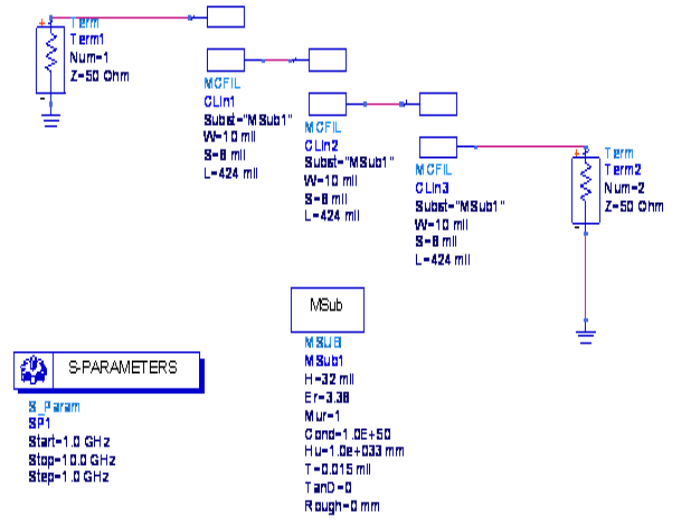 Term
Term1
Num=1
Z=50 Ohm
MCFIL
CLin1
Subst="MSub1"
W=10 mil
S=8 mil
L=424 mil
MCFIL
CLin2
Subst="MSub1"
W=10 mil
S=8 mil
L=424 mil
MCFIL
CLin3
Subst="MSub1"
W=10 mil
S=8 mil
L=424 mil
Term
Term2
Num=2
Z=50 Ohm
MSub
MSUB
MSub1
H=32 mil
Er=3.38
Mur=1
Cond=1.0E+50
Hu=1.0e+033 mm
T=0.015 mil
TanD=0
Rough=0 mm
S-PARAMETERS
S_Param
SP1
Start=1.0 GHz
Stop=10.0 GHz
Step=1.0 GHz